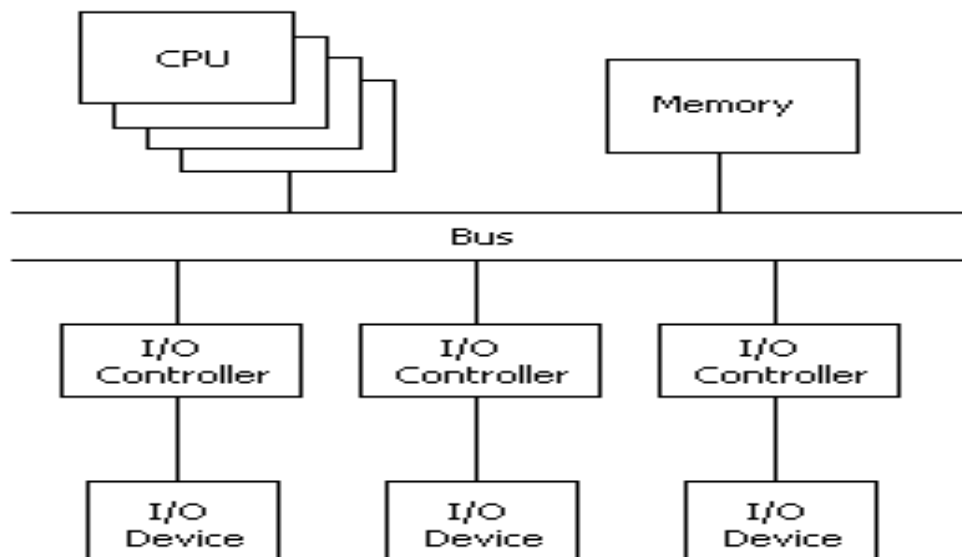 CPU
Memory
Bus
I/O
Controller
I/O
Controller
I/O
Controller
I/O
Device
I/O
Device
I/O
Device